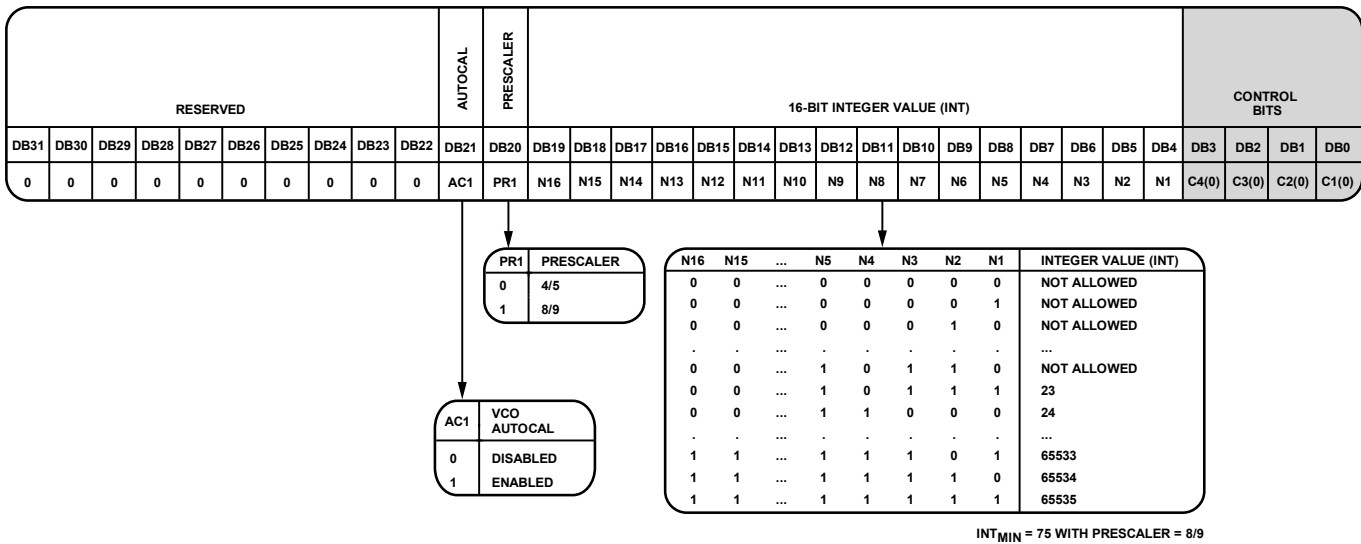 RESERVED AUTOCAL PRESCALER 16-BIT INTEGER VALUE (INT) CONTROL BITS
DB31 DB30 DB29 DB28 DB27 DB26 DB25 DB24 DB23 DB22 DB21 DB20 DB19 DB18 DB17 DB16 DB15 DB14 DB13 DB12 DB11 DB10 DB9 DB8 DB7 DB6 DB5 DB4 DB3 DB2 DB1 DB0
0 0 0 0 0 0 0 0 0 0 AC1 PR1 N16 N15 N14 N13 N12 N11 N10 N9 N8 N7 N6 N5 N4 N3 N2 N1 C4(0) C3(0) C2(0) C1(0)
PR1 PRESCALER
0 4/5
1 8/9
AC1 VCO AUTOCAL
0 DISABLED
1 ENABLED
N16 N15 ... N5 N4 N3 N2 N1 INTEGER VALUE (INT)
0 0 ... 0 0 0 0 0 NOT ALLOWED
0 0 ... 0 0 0 0 1 NOT ALLOWED
0 0 ... 0 0 0 1 0 NOT ALLOWED
. . ... . . . . . ...
0 0 ... 1 0 1 1 0 NOT ALLOWED
0 0 ... 1 0 1 1 1 23
0 0 ... 1 1 0 0 0 24
. . ... . . . . . ...
1 1 ... 1 1 1 0 1 65533
1 1 ... 1 1 1 1 0 65534
1 1 ... 1 1 1 1 1 65535
INTMIN = 75 WITH PRESCALER = 8/9